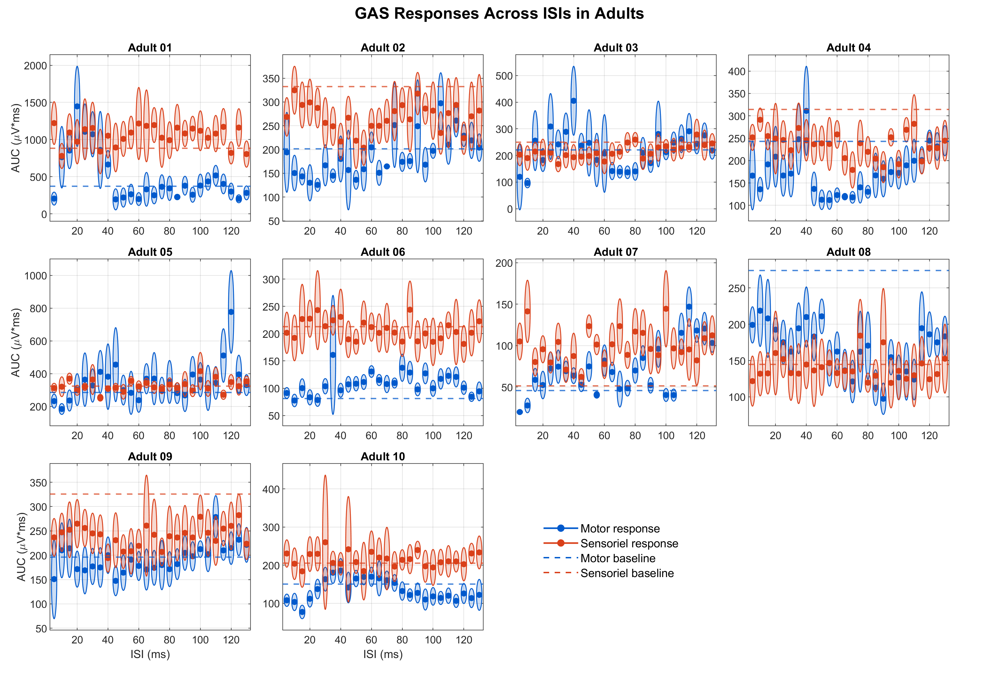 GAS Responses Across ISIs in Adults
Adult 01
AUC (μV*ms)
2000
1500
1000
500
0
20 40 60 80 100 120
Adult 02
350
300
250
200
150
100
50
20 40 60 80 100 120
Adult 03
500
400
300
200
100
0
20 40 60 80 100 120
Adult 04
400
350
300
250
200
150
100
20 40 60 80 100 120
Adult 05
AUC (μV*ms)
1000
800
600
400
200
20 40 60 80 100 120
Adult 06
300
250
200
150
100
50
20 40 60 80 100 120
Adult 07
200
150
100
50
20 40 60 80 100 120
Adult 08
250
200
150
100
20 40 60 80 100 120
Adult 09
AUC (μV*ms)
350
300
250
200
150
100
50
20 40 60 80 100 120
ISI (ms)
Adult 10
400
300
200
100
20 40 60 80 100 120
ISI (ms)
Motor response
Sensoriel response
Motor baseline
Sensoriel baseline